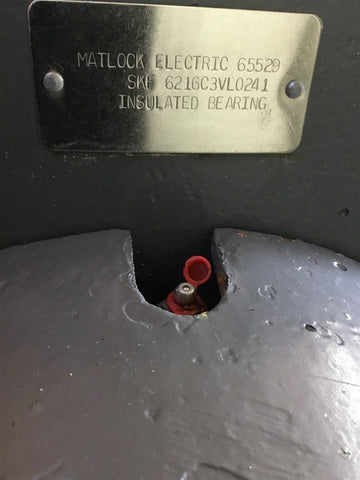 MATLOCK ELECTRIC 65529
SKF 6216C3VL0241
INSULATED BEARING